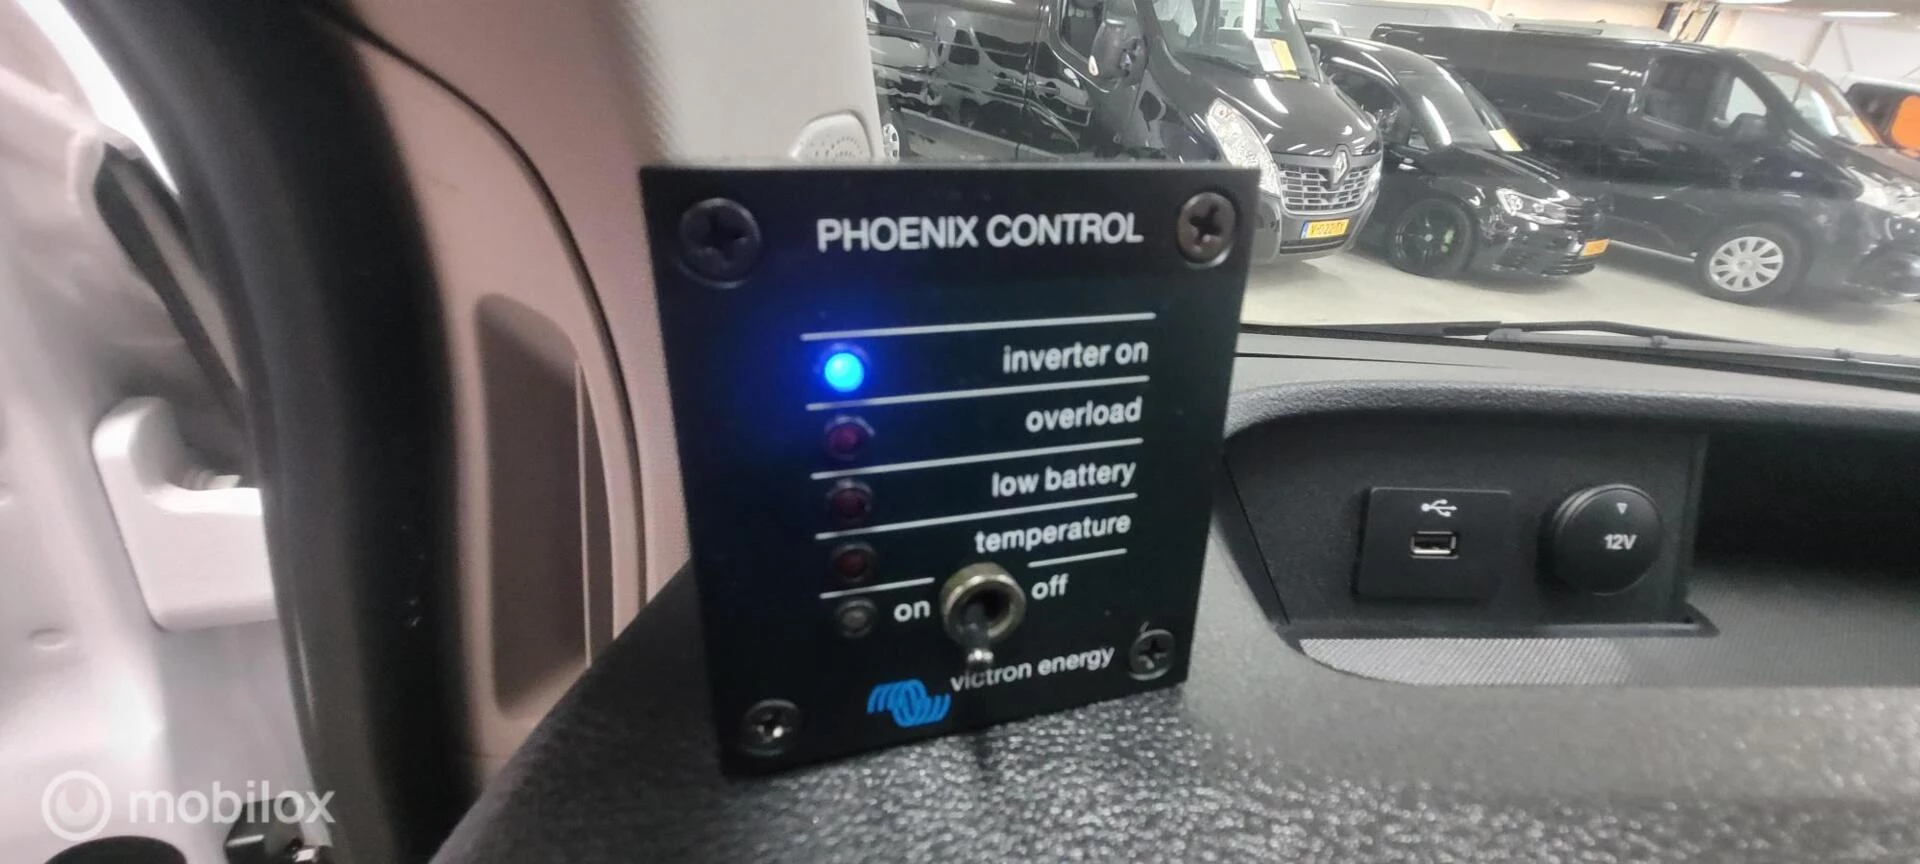 PHOENIX CONTROL
inverter on
overload
low battery
temperature
on off
victron energy
12V
mobilox